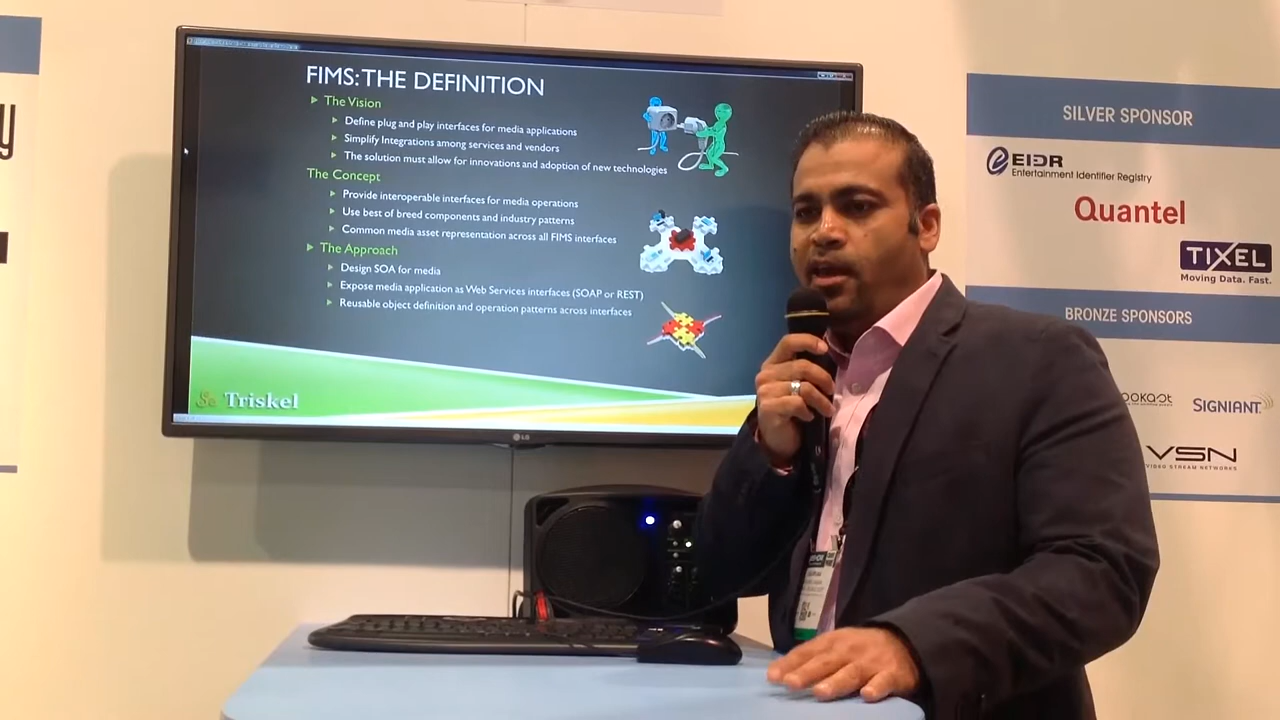 FIMS: THE DEFINITION
The Vision
Define plug and play interfaces for media applications
Simplify Integrations among services and vendors
The solution must allow for innovations and adoption of new technologies
The Concept
Provide interoperable interfaces for media operations
Use best of breed components and industry patterns
Common media asset representation across all FIMS interfaces
The Approach
Design SOA for media
Expose media application as Web Services interfaces (SOAP or REST)
Reusable object definition and operation patterns across interfaces
Triskel
LG
SILVER SPONSOR
EIDR
Entertainment Identifier Registry
Quantel
TIXEL
Moving Data. Fast.
BRONZE SPONSORS
SIGNIANT
VSN
VIDEO STREAM NETWORKS